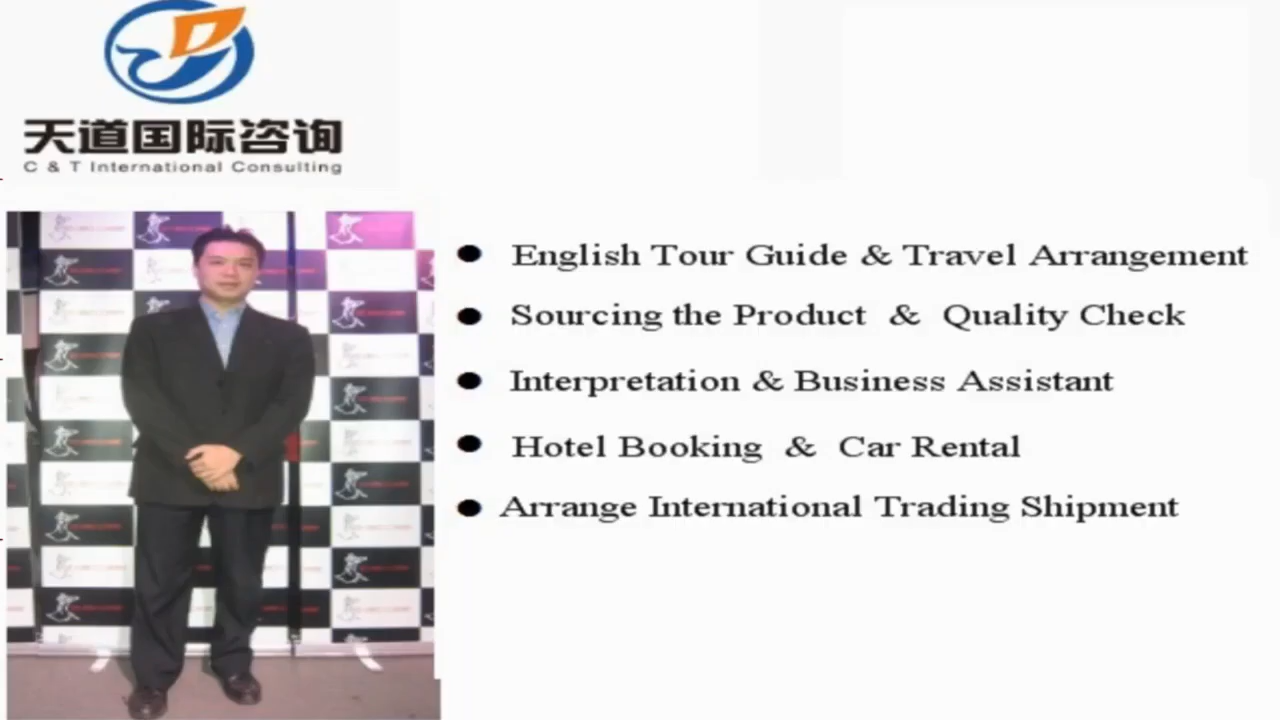 天道国际咨询
C & T International Consulting
● English Tour Guide & Travel Arrangement
● Sourcing the Product & Quality Check
● Interpretation & Business Assistant
● Hotel Booking & Car Rental
● Arrange International Trading Shipment